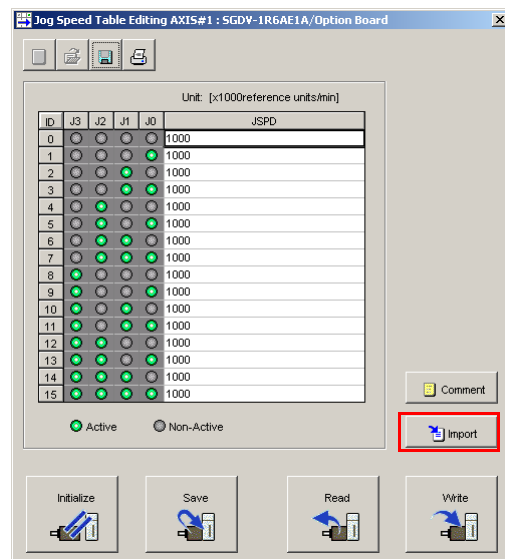 Jog Speed Table Editing AXIS#1 : SGDV-1R6AE1A/Option Board
Unit: [x1000reference units/min]
ID J3 J2 J1 J0 JSPD
0 1000
1 1000
2 1000
3 1000
4 1000
5 1000
6 1000
7 1000
8 1000
9 1000
10 1000
11 1000
12 1000
13 1000
14 1000
15 1000
Comment
Active Non-Active
Import
Initialize Save Read Write